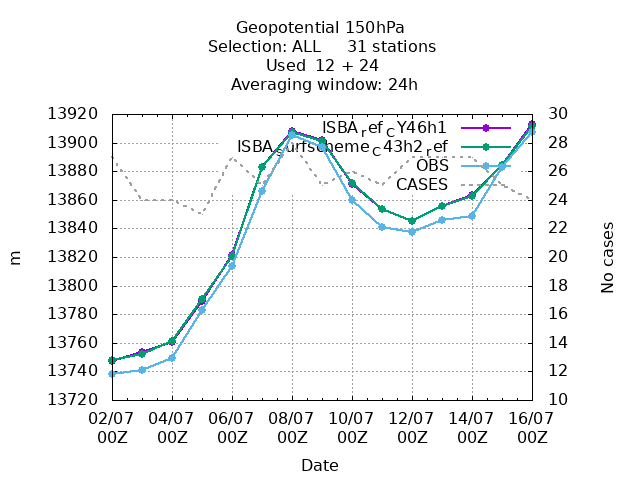 Geopotential 150hPa
Selection: ALL     31 stations
Used  12 + 24
Averaging window: 24h
13920
13900
13880
13860
13840
13820
13800
13780
13760
13740
13720
m
30
28
26
24
22
20
18
16
14
12
10
No cases
ISBA_ref_CY46h1
ISBA_surfscheme_C43h2_ref
OBS
CASES
02/07 04/07 06/07 08/07 10/07 12/07 14/07 16/07
00Z 00Z 00Z 00Z 00Z 00Z 00Z 00Z
Date